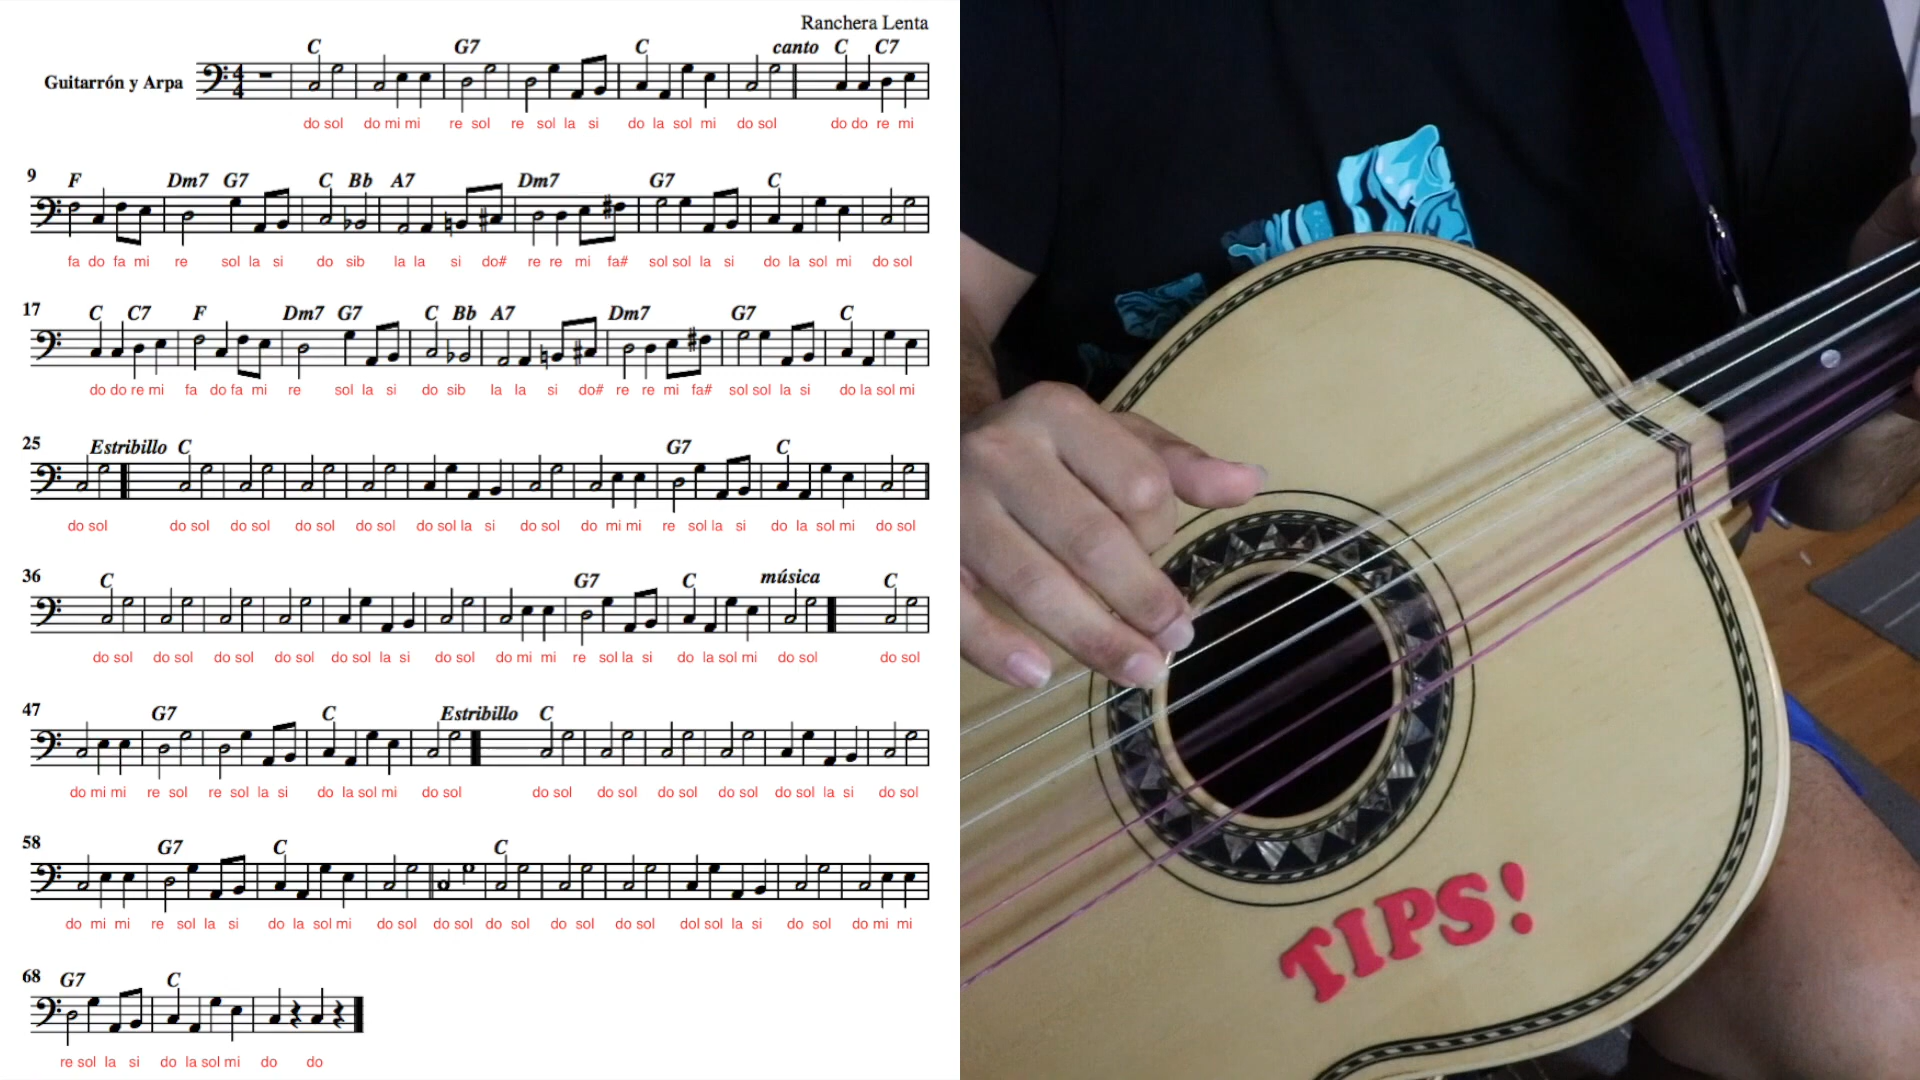 Ranchera Lenta
C G7 C canto C C7
Guitarrón y Arpa 4 4
do sol do mi mi re sol re sol la si do la sol mi do sol do do re mi
9 F Dm7 G7 C Bb A7 Dm7 G7 C
fa do fa mi re sol la si do sib la la si do# re re mi fa# sol sol la si do la sol mi do sol
17 C C7 F Dm7 G7 C Bb A7 Dm7 G7 C
do do re mi fa do fa mi re sol la si do sib la la si do# re re mi fa# sol sol la si do la sol mi
25 Estribillo C G7 C
do sol do sol do sol do sol do sol do sol la si do sol do mi mi re sol la si do la sol mi do sol
36 C G7 C música C
do sol do sol do sol do sol do sol la si do sol do mi mi re sol la si do la sol mi do sol do sol
47 G7 C Estribillo C
do mi mi re sol re sol la si do la sol mi do sol do sol do sol do sol do sol do sol la si do sol
58 G7 C C
do mi mi re sol la si do la sol mi do sol do sol do sol do sol do sol dol sol la si do sol do mi mi
68 G7 C
re sol la si do la sol mi do do
TIPS!